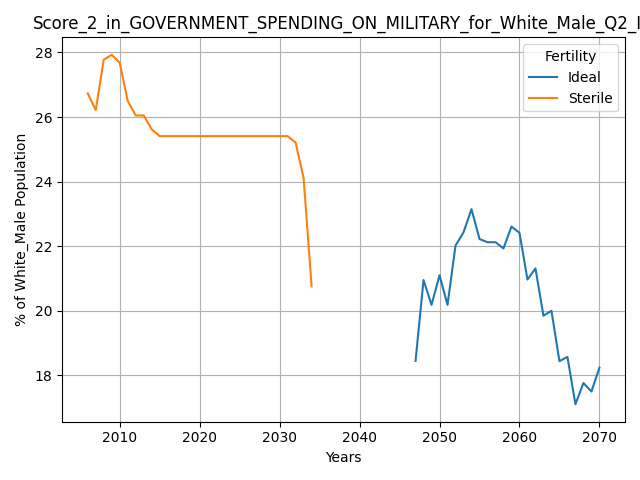 Score_2_in_GOVERNMENT_SPENDING_ON_MILITARY_for_White_Male_Q2_I
Fertility
Ideal
Sterile
% of White_Male Population
28
26
24
22
20
18
2010 2020 2030 2040 2050 2060 2070
Years